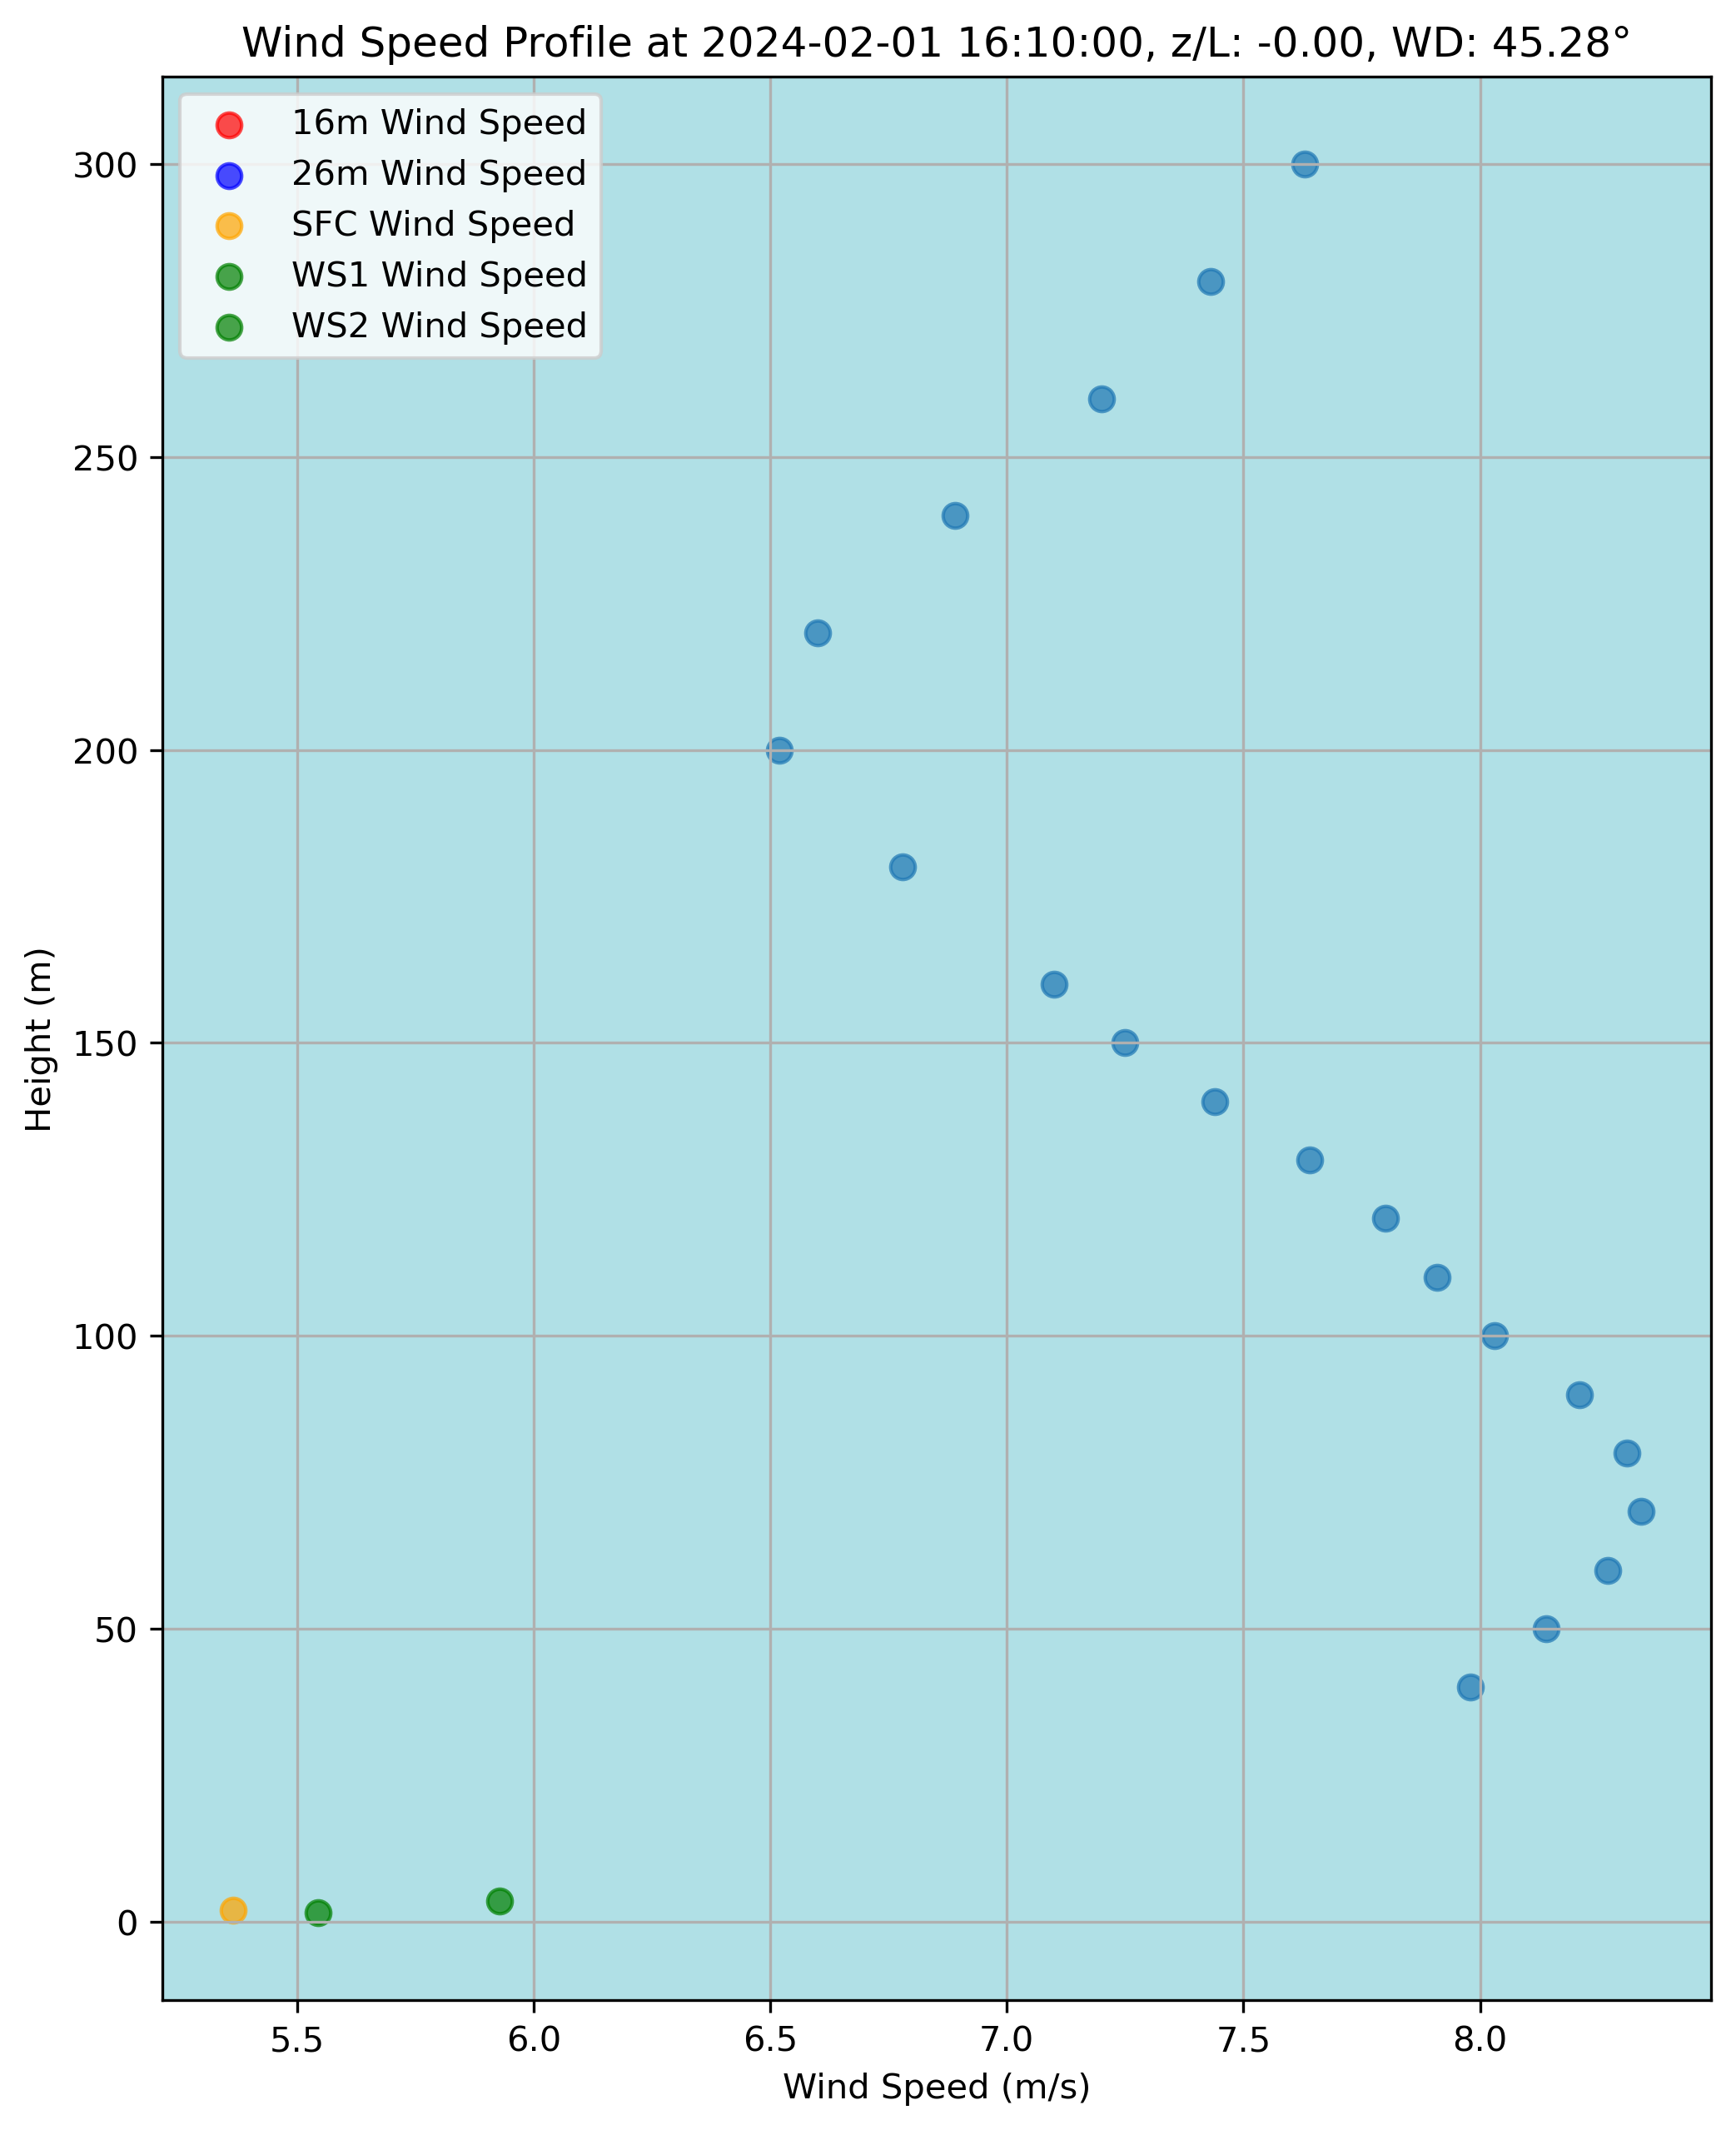 Wind Speed Profile at 2024-02-01 16:10:00, z/L: -0.00, WD: 45.28°
16m Wind Speed
26m Wind Speed
SFC Wind Speed
WS1 Wind Speed
WS2 Wind Speed
300
250
200
150
100
50
0
Height (m)
5.5 6.0 6.5 7.0 7.5 8.0
Wind Speed (m/s)